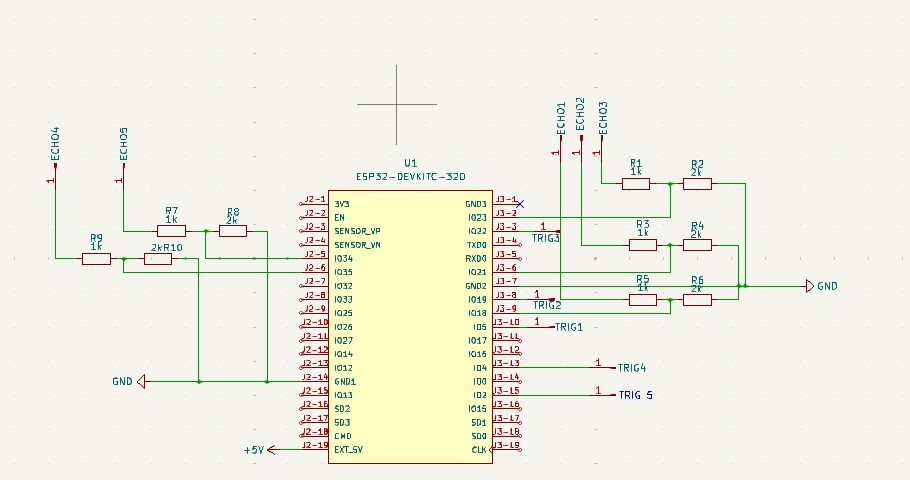 ECHO4
ECHO5
ECHO1
ECHO2
ECHO3
1
1
1
1
1
U1
ESP32-DEVKITC-32D
R1
1k
R2
2k
R7
1k
R8
2k
R3
1k
R4
2k
R9
1k
2kR10
R5
1k
R6
2k
J2-1 3V3 GND3 J3-1
J2-2 EN IO23 J3-2
J2-3 SENSOR_VP IO22 J3-3 1 TRIG3
J2-4 SENSOR_VN TXD0 J3-4
J2-5 IO34 RXD0 J3-5
J2-6 IO35 IO21 J3-6
J2-7 IO32 GND2 J3-7 GND
J2-8 IO33 IO19 J3-8 1 TRIG2
J2-9 IO25 IO18 J3-9
J2-10 IO26 IO5 J3-10 1 TRIG1
J2-11 IO27 IO17 J3-11
J2-12 IO14 IO16 J3-12
J2-13 IO12 IO4 J3-13 1 TRIG4
GND J2-14 GND1 IO0 J3-14
J2-15 IO13 IO2 J3-15 1 TRIG 5
J2-16 SD2 IO15 J3-16
J2-17 SD3 SD1 J3-17
J2-18 CMD SD0 J3-18
+5V J2-19 EXT_5V CLK J3-19